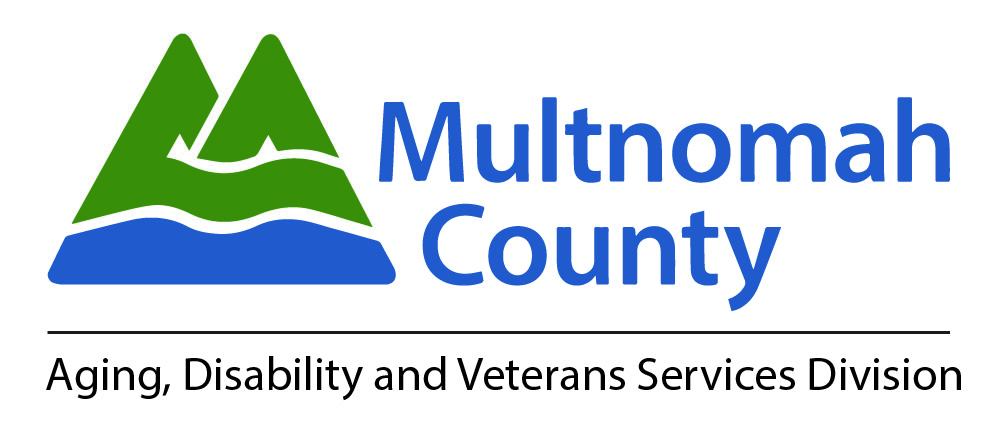 Multnomah
County
Aging, Disability and Veterans Services Division